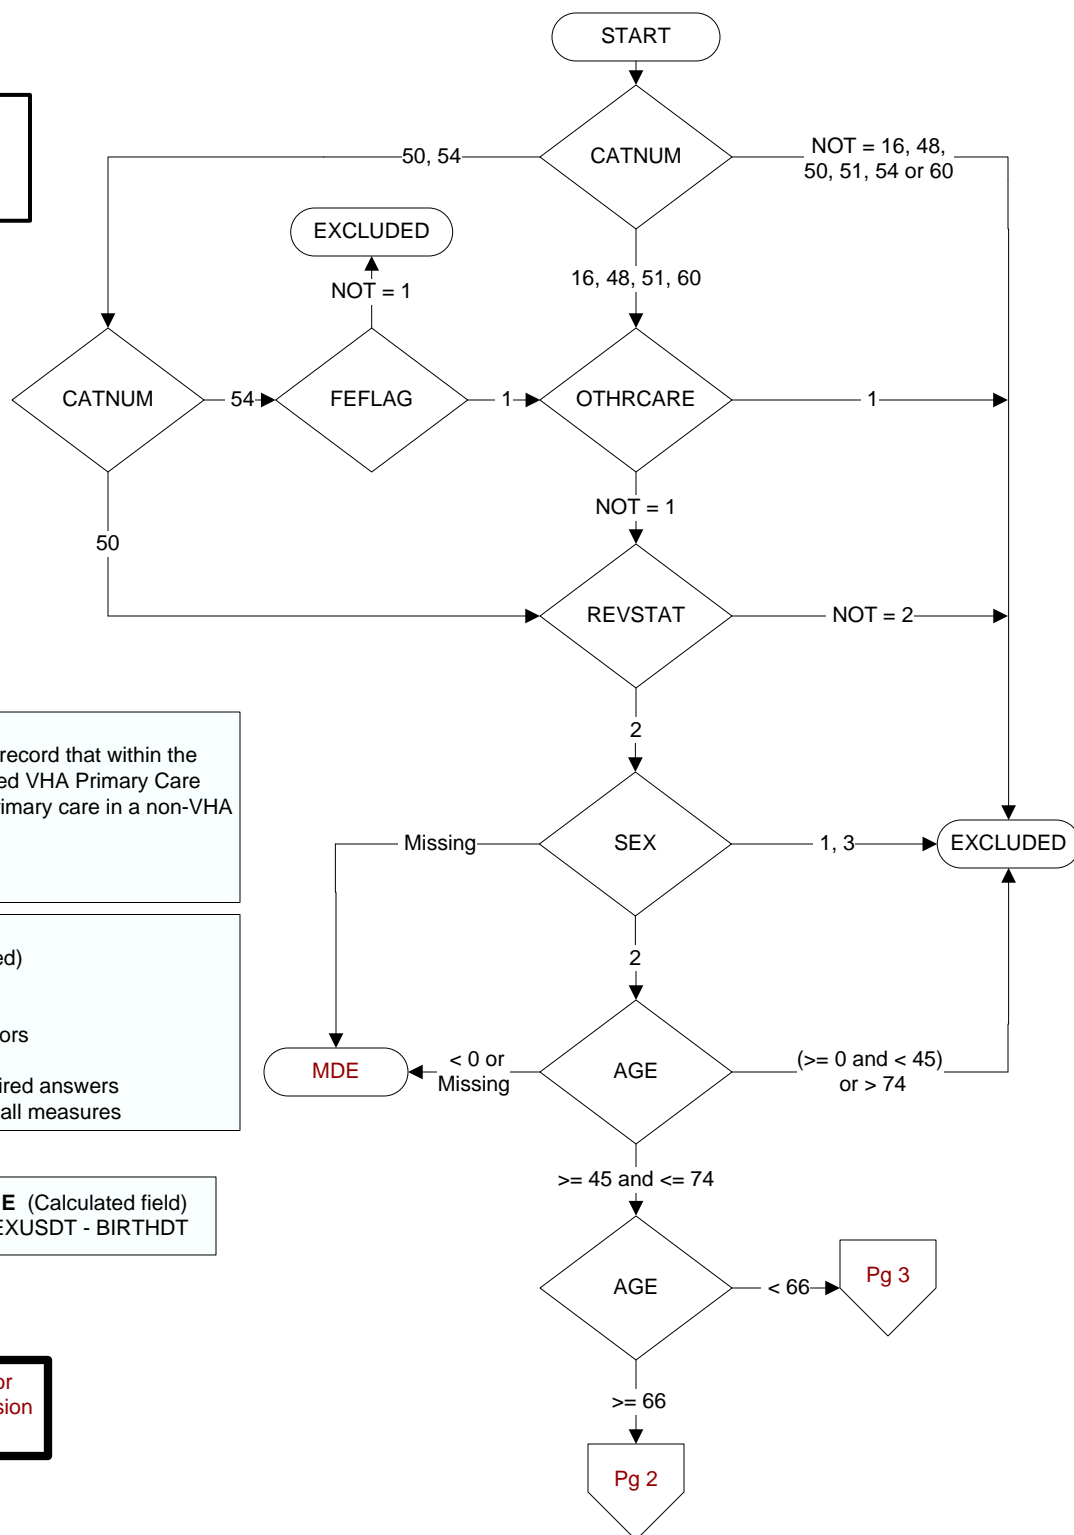 START
CATNUM
50, 54
NOT = 16, 48,
50, 51, 54 or 60
EXCLUDED
16, 48, 51, 60
NOT = 1
CATNUM
54
FEFLAG
1
OTHRCARE
1
NOT = 1
50
REVSTAT
NOT = 2
2
record that within the
ed VHA Primary Care
rimary care in a non-VHA
Missing
SEX
1, 3
EXCLUDED
2
ed)
ors
ired answers
all measures
MDE
< 0 or
Missing
AGE
(>= 0 and < 45)
or > 74
>= 45 and <= 74
E (Calculated field)
EXUSDT - BIRTHDT
AGE
< 66
Pg 3
or
sion
>= 66
Pg 2